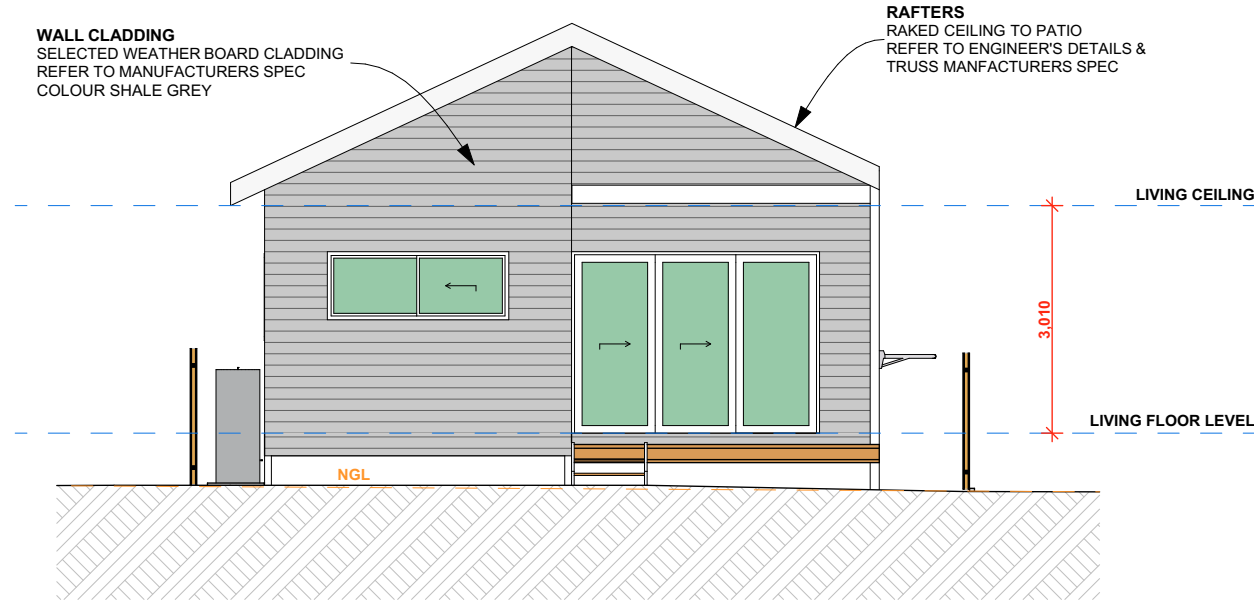 WALL CLADDING
SELECTED WEATHER BOARD CLADDING
REFER TO MANUFACTURERS SPEC
COLOUR SHALE GREY
RAFTERS
RAKED CEILING TO PATIO
REFER TO ENGINEER'S DETAILS &
TRUSS MANFACTURERS SPEC
LIVING CEILING
3,010
LIVING FLOOR LEVEL
NGL